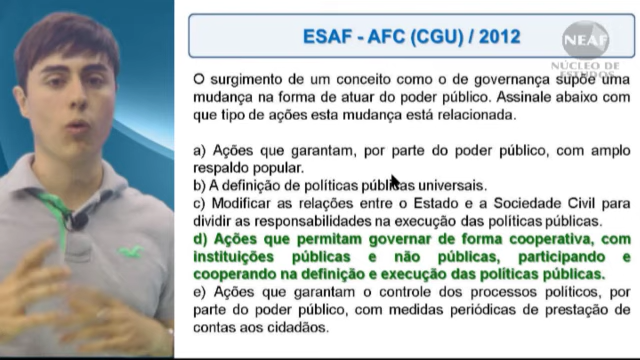 ESAF - AFC (CGU) / 2012
NEAF
NÚCLEO DE
ESTUDOS
O surgimento de um conceito como o de governança supõe uma
mudança na forma de atuar do poder público. Assinale abaixo
com que tipo de ações esta mudança está relacionada.
a) Ações que garantam, por parte do poder público, com amplo
respaldo popular.
b) A definição de políticas públicas universais.
c) Modificar as relações entre o Estado e a Sociedade Civil para
dividir as responsabilidades na execução das políticas públicas.
d) Ações que permitam governar de forma cooperativa, com
instituições públicas e não públicas, participando e
cooperando na definição e execução das políticas públicas.
e) Ações que garantam o controle dos processos políticos, por
parte do poder público, com medidas periódicas de prestação de
contas aos cidadãos.